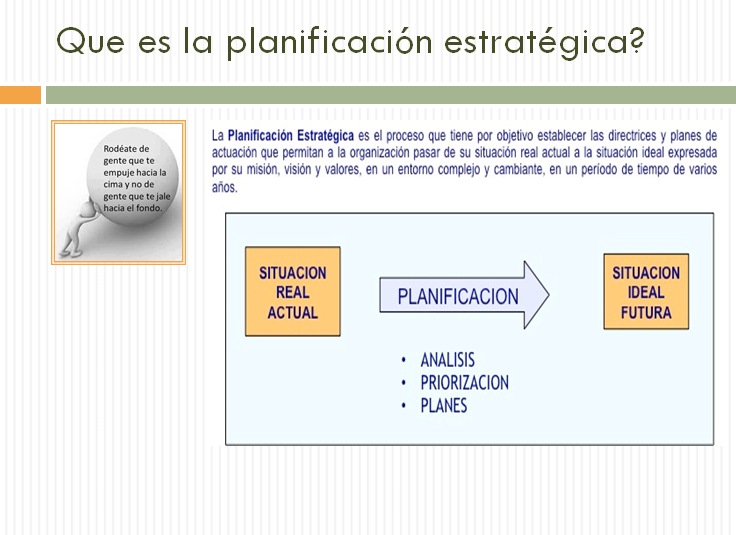 Que es la planificación estratégica?
Rodéate de
gente que te
empuje hacia la
cima y no de
gente que te jale
hacia el fondo.
La Planificación Estratégica es el proceso que tiene por objetivo establecer las directrices y planes de
actuación que permitan a la organización pasar de su situación real actual a la situación ideal expresada
por su misión, visión y valores, en un entorno complejo y cambiante, en un período de tiempo de varios
años.
SITUACION
REAL
ACTUAL
PLANIFICACION
SITUACION
IDEAL
FUTURA
• ANALISIS
• PRIORIZACION
• PLANES